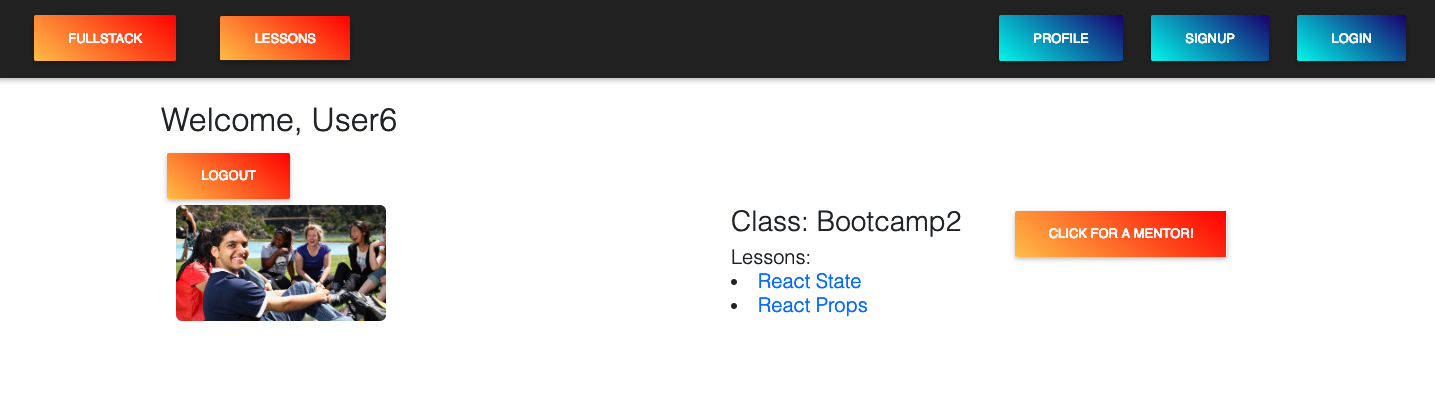 FULLSTACK LESSONS PROFILE SIGNUP LOGIN
Welcome, User6
LOGOUT
Class: Bootcamp2
CLICK FOR A MENTOR!
Lessons:
• React State
• React Props